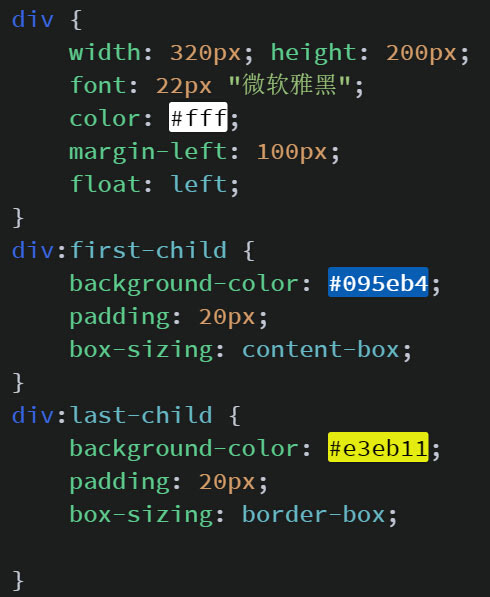 div {
    width: 320px; height: 200px;
    font: 22px "微软雅黑";
    color: #fff;
    margin-left: 100px;
    float: left;
}
div:first-child {
    background-color: #095eb4;
    padding: 20px;
    box-sizing: content-box;
}
div:last-child {
    background-color: #e3eb11;
    padding: 20px;
    box-sizing: border-box;

}